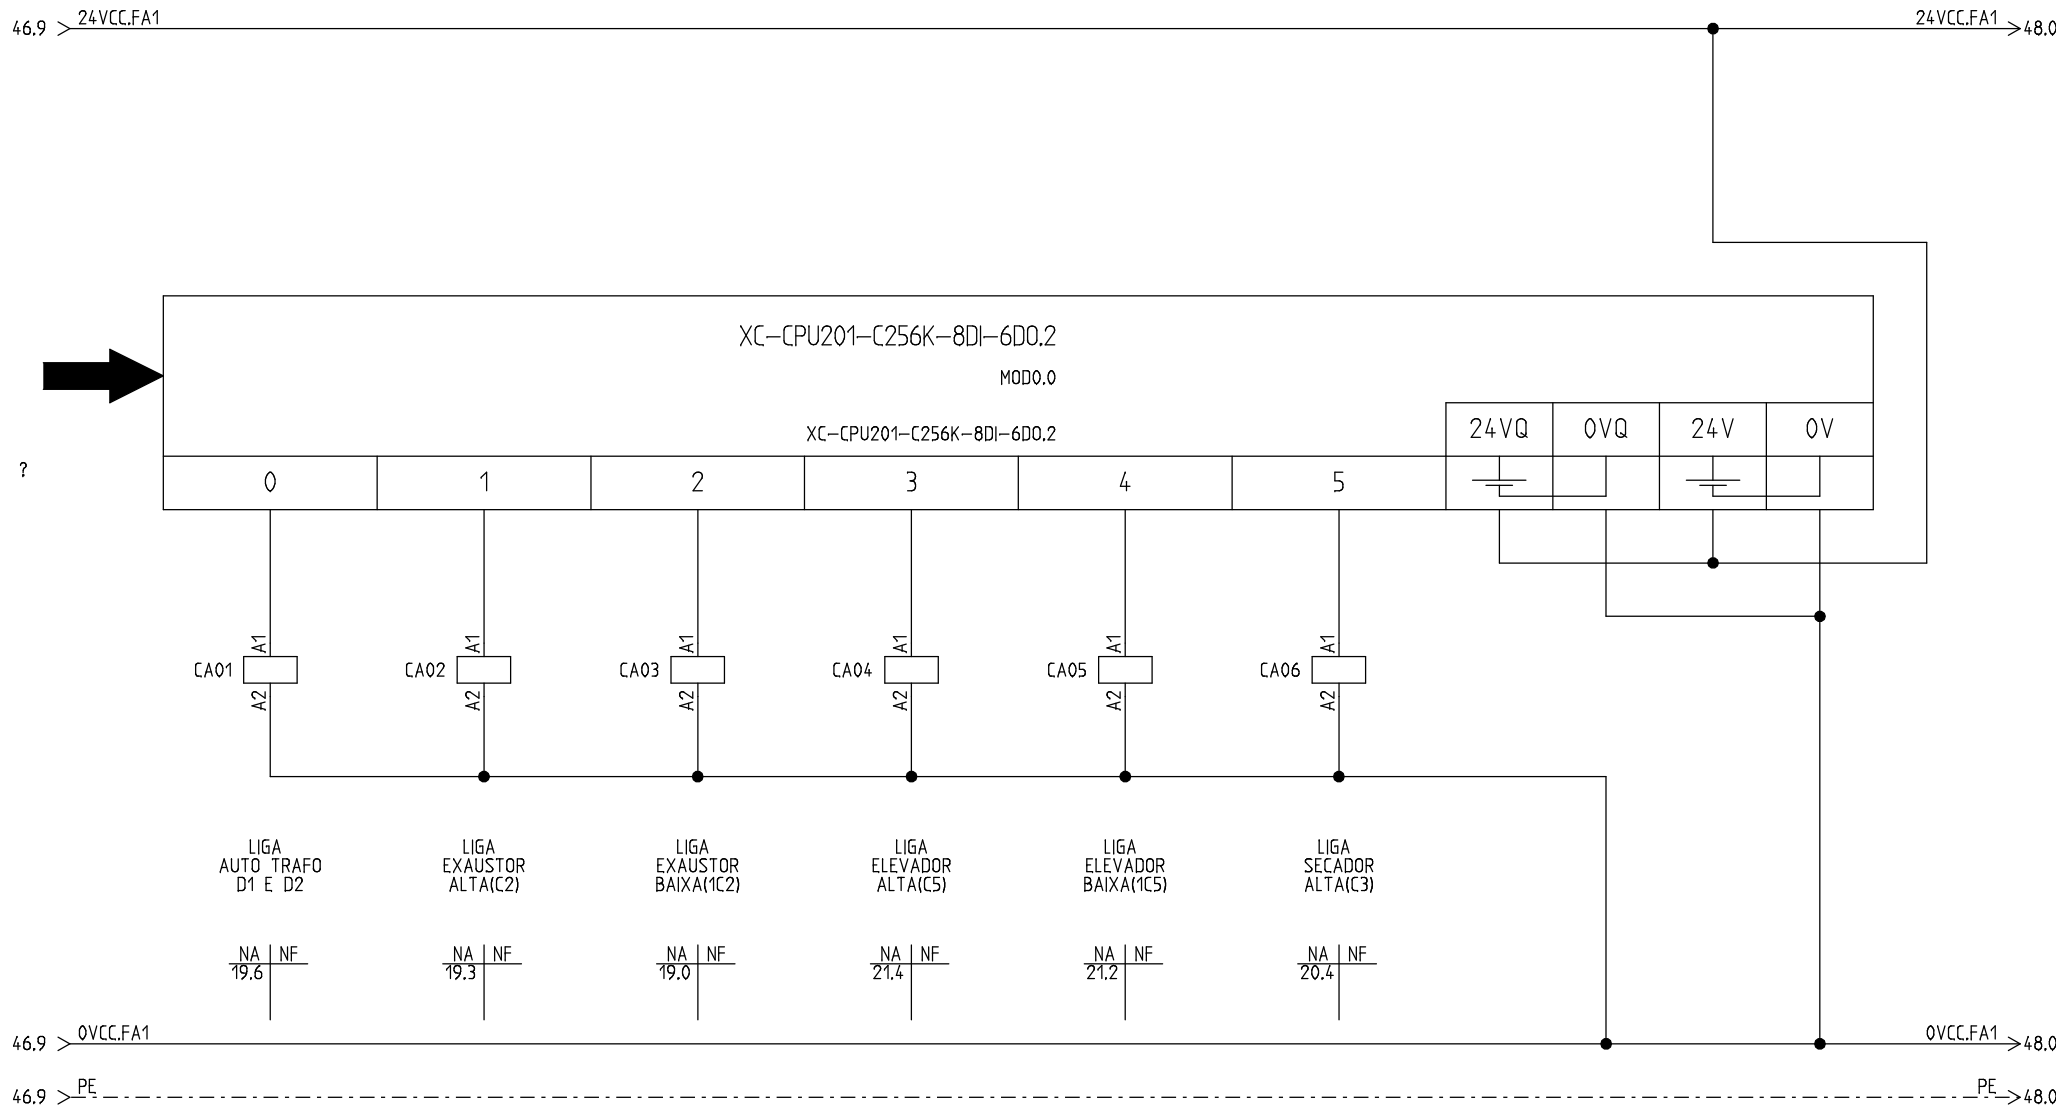 24VCC.FA1
24VCC.FA1
46.9
48.0
XC-CPU201-C256K-8DI-6DO.2
MOD0.0
XC-CPU201-C256K-8DI-6DO.2
24VQ
0VQ
24V
0V
?
0
1
2
3
4
5
A1
A1
A1
A1
A1
A1
CA01
CA02
CA03
CA04
CA05
CA06
A2
A2
A2
A2
A2
A2
LIGA
AUTO TRAFO
D1 E D2
LIGA
EXAUSTOR
ALTA(C2)
LIGA
EXAUSTOR
BAIXA(1C2)
LIGA
ELEVADOR
ALTA(C5)
LIGA
ELEVADOR
BAIXA(1C5)
LIGA
SECADOR
ALTA(C3)
NA NF
19.6
NA NF
19.3
NA NF
19.0
NA NF
21.4
NA NF
21.2
NA NF
20.4
0VCC.FA1
0VCC.FA1
46.9
48.0
PE
PE
46.9
48.0